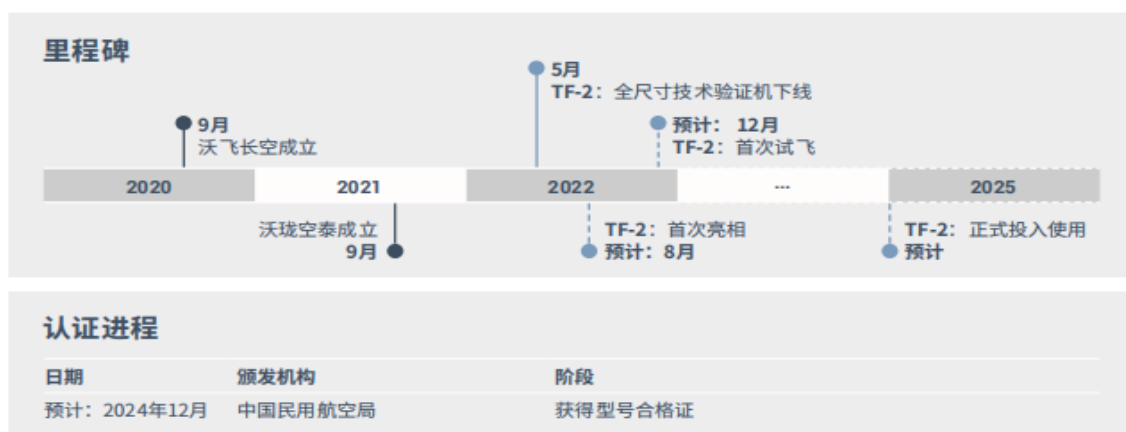 里程碑
5月
TF-2：全尺寸技术验证机下线
9月
沃飞长空成立
预计： 12月
TF-2：首次试飞
2020 2021 2022 ... 2025
沃珑空泰成立
9月
TF-2：首次亮相
预计：8月
TF-2：正式投入使用
预计
认证进程
日期 颁发机构 阶段
预计：2024年12月 中国民用航空局 获得型号合格证